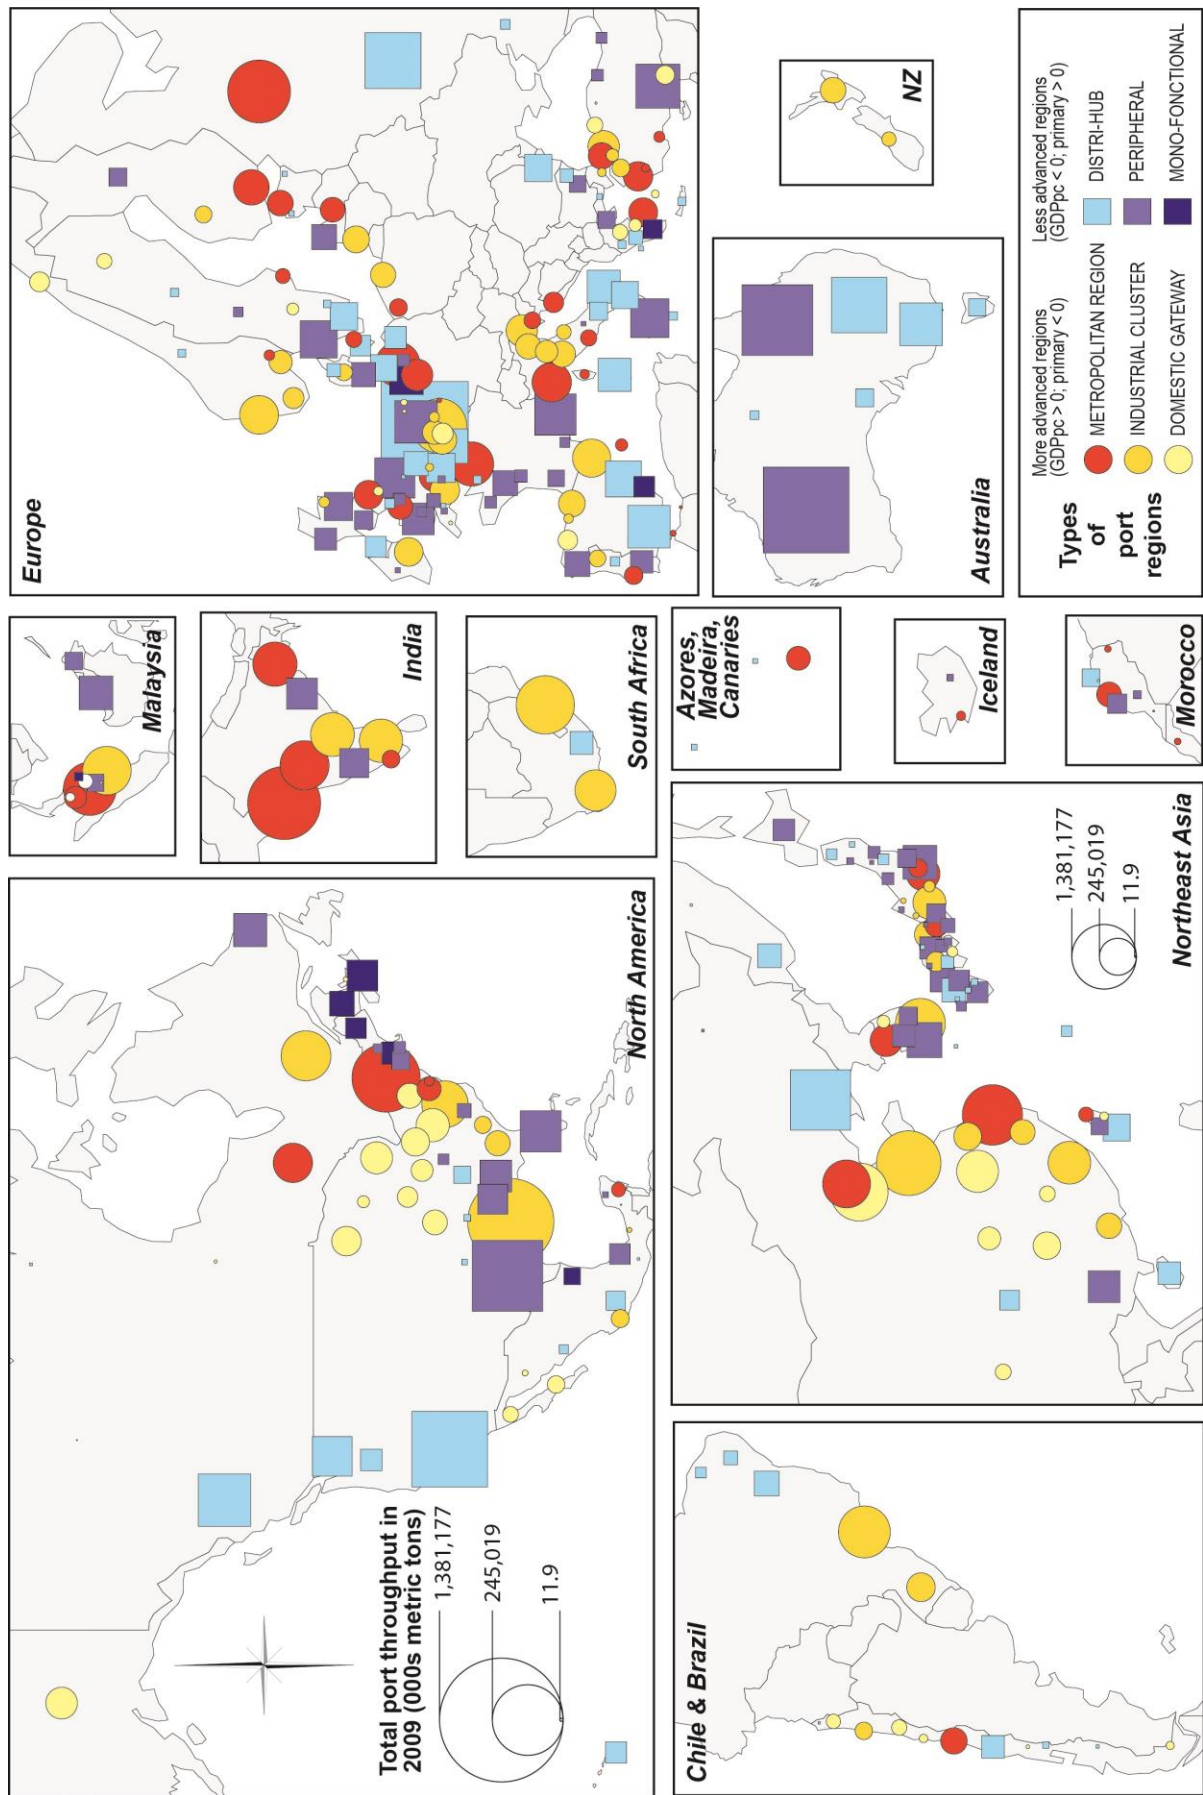 North America
Total port throughput in
2009 (000s metric tons)
1,381,177
245,019
11.9
Malaysia
India
South Africa
Europe
Chile & Brazil
Northeast Asia
1,381,177
245,019
11.9
Azores,
Madeira,
Canaries
Iceland
Morocco
Australia
NZ
Types
of
port
regions
More advanced regions
(GDPpc > 0; primary < 0)
METROPOLITAN REGION
INDUSTRIAL CLUSTER
DOMESTIC GATEWAY
Less advanced regions
(GDPpc < 0; primary > 0)
DISTRI-HUB
PERIPHERAL
MONO-FONCTIONAL